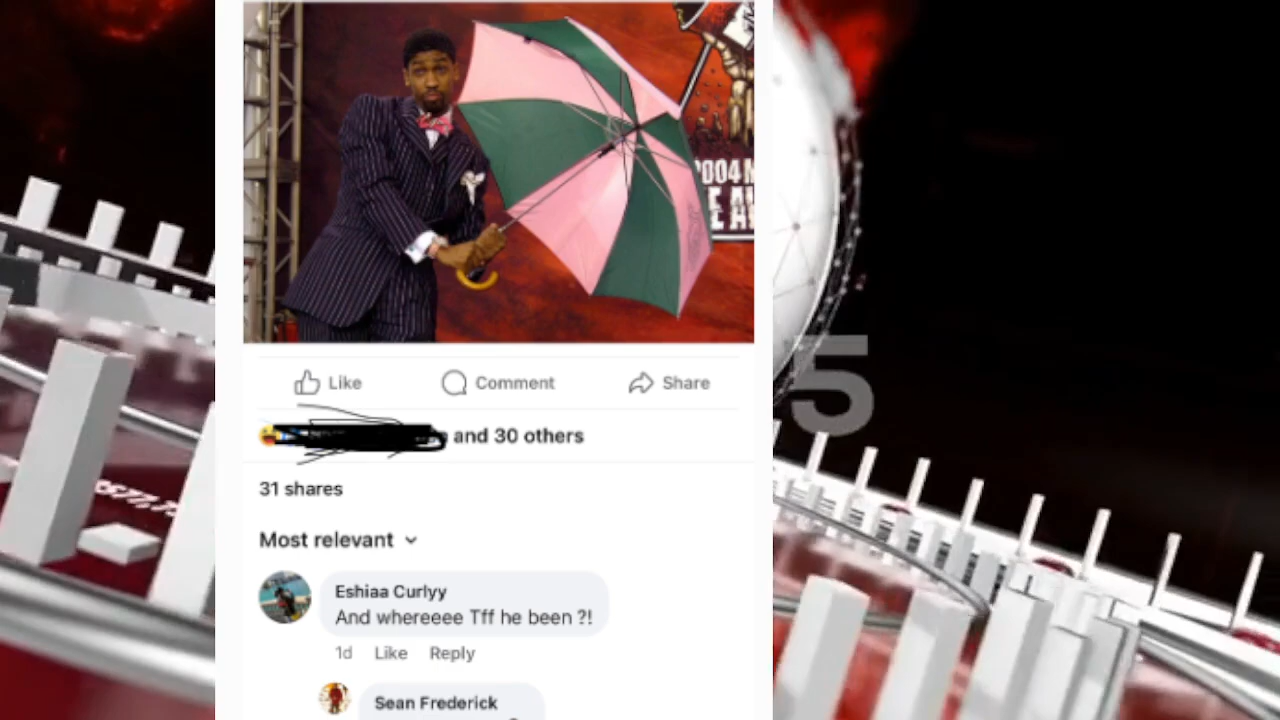 2004 M
E A
Like
Comment
Share
and 30 others
31 shares
Most relevant
Eshiaa Curlyy
And whereeee Tff he been ?!
1d
Like
Reply
Sean Frederick
5